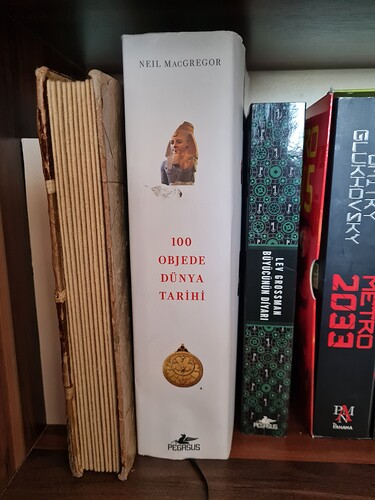 NEIL MACGREGOR
100
OBJEDE
DÜNYA
TARİHİ
PEGASUS
LEV GROSSMAN
BÜYÜCÜNÜN DİYARI
PEGASUS
DMITRY
GLUKHOVSKY
METRO
2033
PANAMA